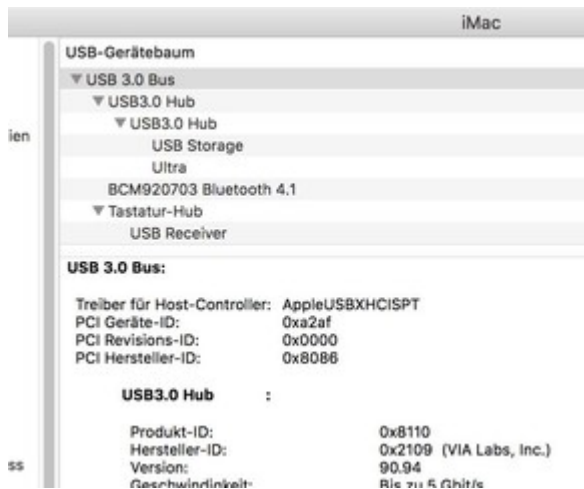 iMac
USB-Gerätebaum
USB 3.0 Bus
USB3.0 Hub
USB3.0 Hub
ien
USB Storage
Ultra
BCM920703 Bluetooth 4.1
Tastatur-Hub
USB Receiver
USB 3.0 Bus:
Treiber für Host-Controller: AppleUSBXHCISPT
PCI Geräte-ID: 0xa2af
PCI Revisions-ID: 0x0000
PCI Hersteller-ID: 0x8086
USB3.0 Hub :
Produkt-ID: 0x8110
Hersteller-ID: 0x2109 (VIA Labs, Inc.)
ss Version: 90.94
Geschwindigkeit: Bis zu 5 Gbit/s